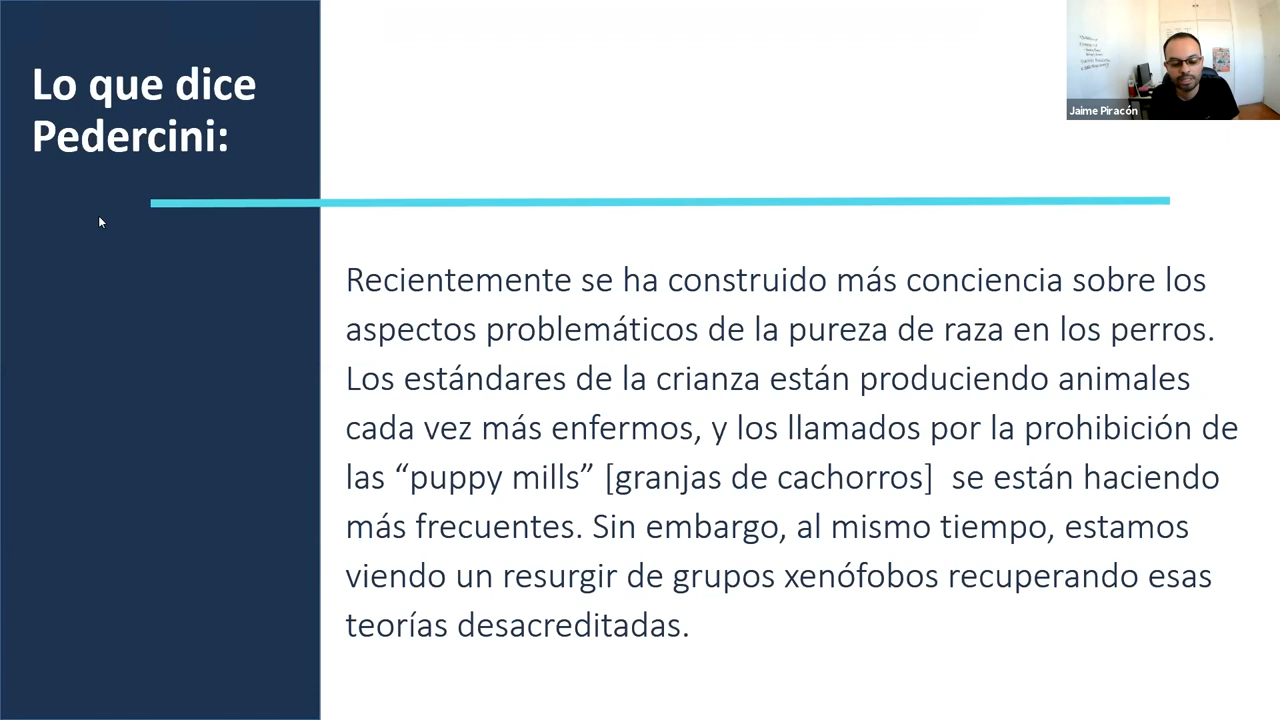 Lo que dice
Pedercini:
Jaime Piracón
Recientemente se ha construido más conciencia sobre los
aspectos problemáticos de la pureza de raza en los perros.
Los estándares de la crianza están produciendo animales
cada vez más enfermos, y los llamados por la prohibición de
las “puppy mills” [granjas de cachorros]  se están haciendo
más frecuentes. Sin embargo, al mismo tiempo, estamos
viendo un resurgir de grupos xenófobos recuperando esas
teorías desacreditadas.